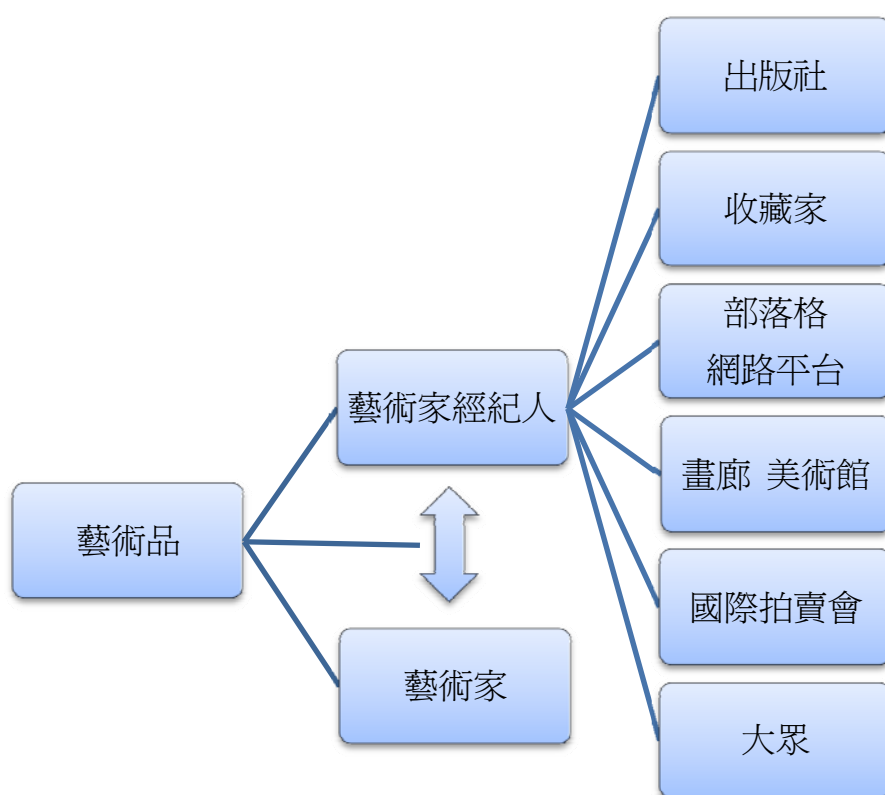 出版社
收藏家
部落格
網路平台
藝術家經紀人
畫廊 美術館
藝術品
國際拍賣會
藝術家
大眾